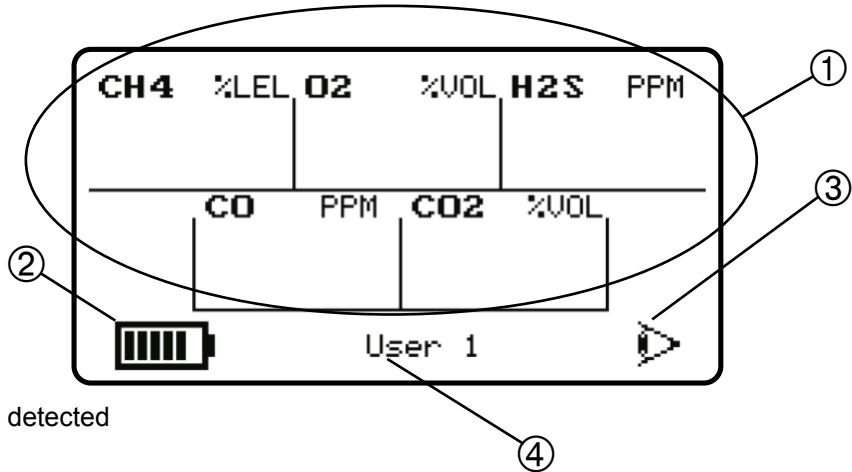 CH4 %LEL O2 %VOL H2S PPM
①
CO PPM CO2 %VOL
③
②
User 1
detected
④